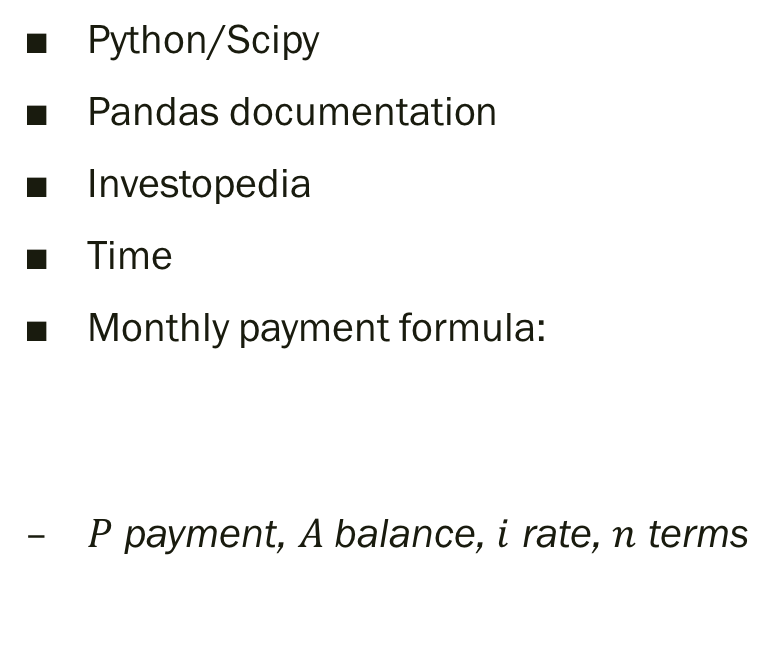 ■ Python/Scipy
■ Pandas documentation
■ Investopedia
■ Time
■ Monthly payment formula:
– P payment, A balance, i rate, n terms